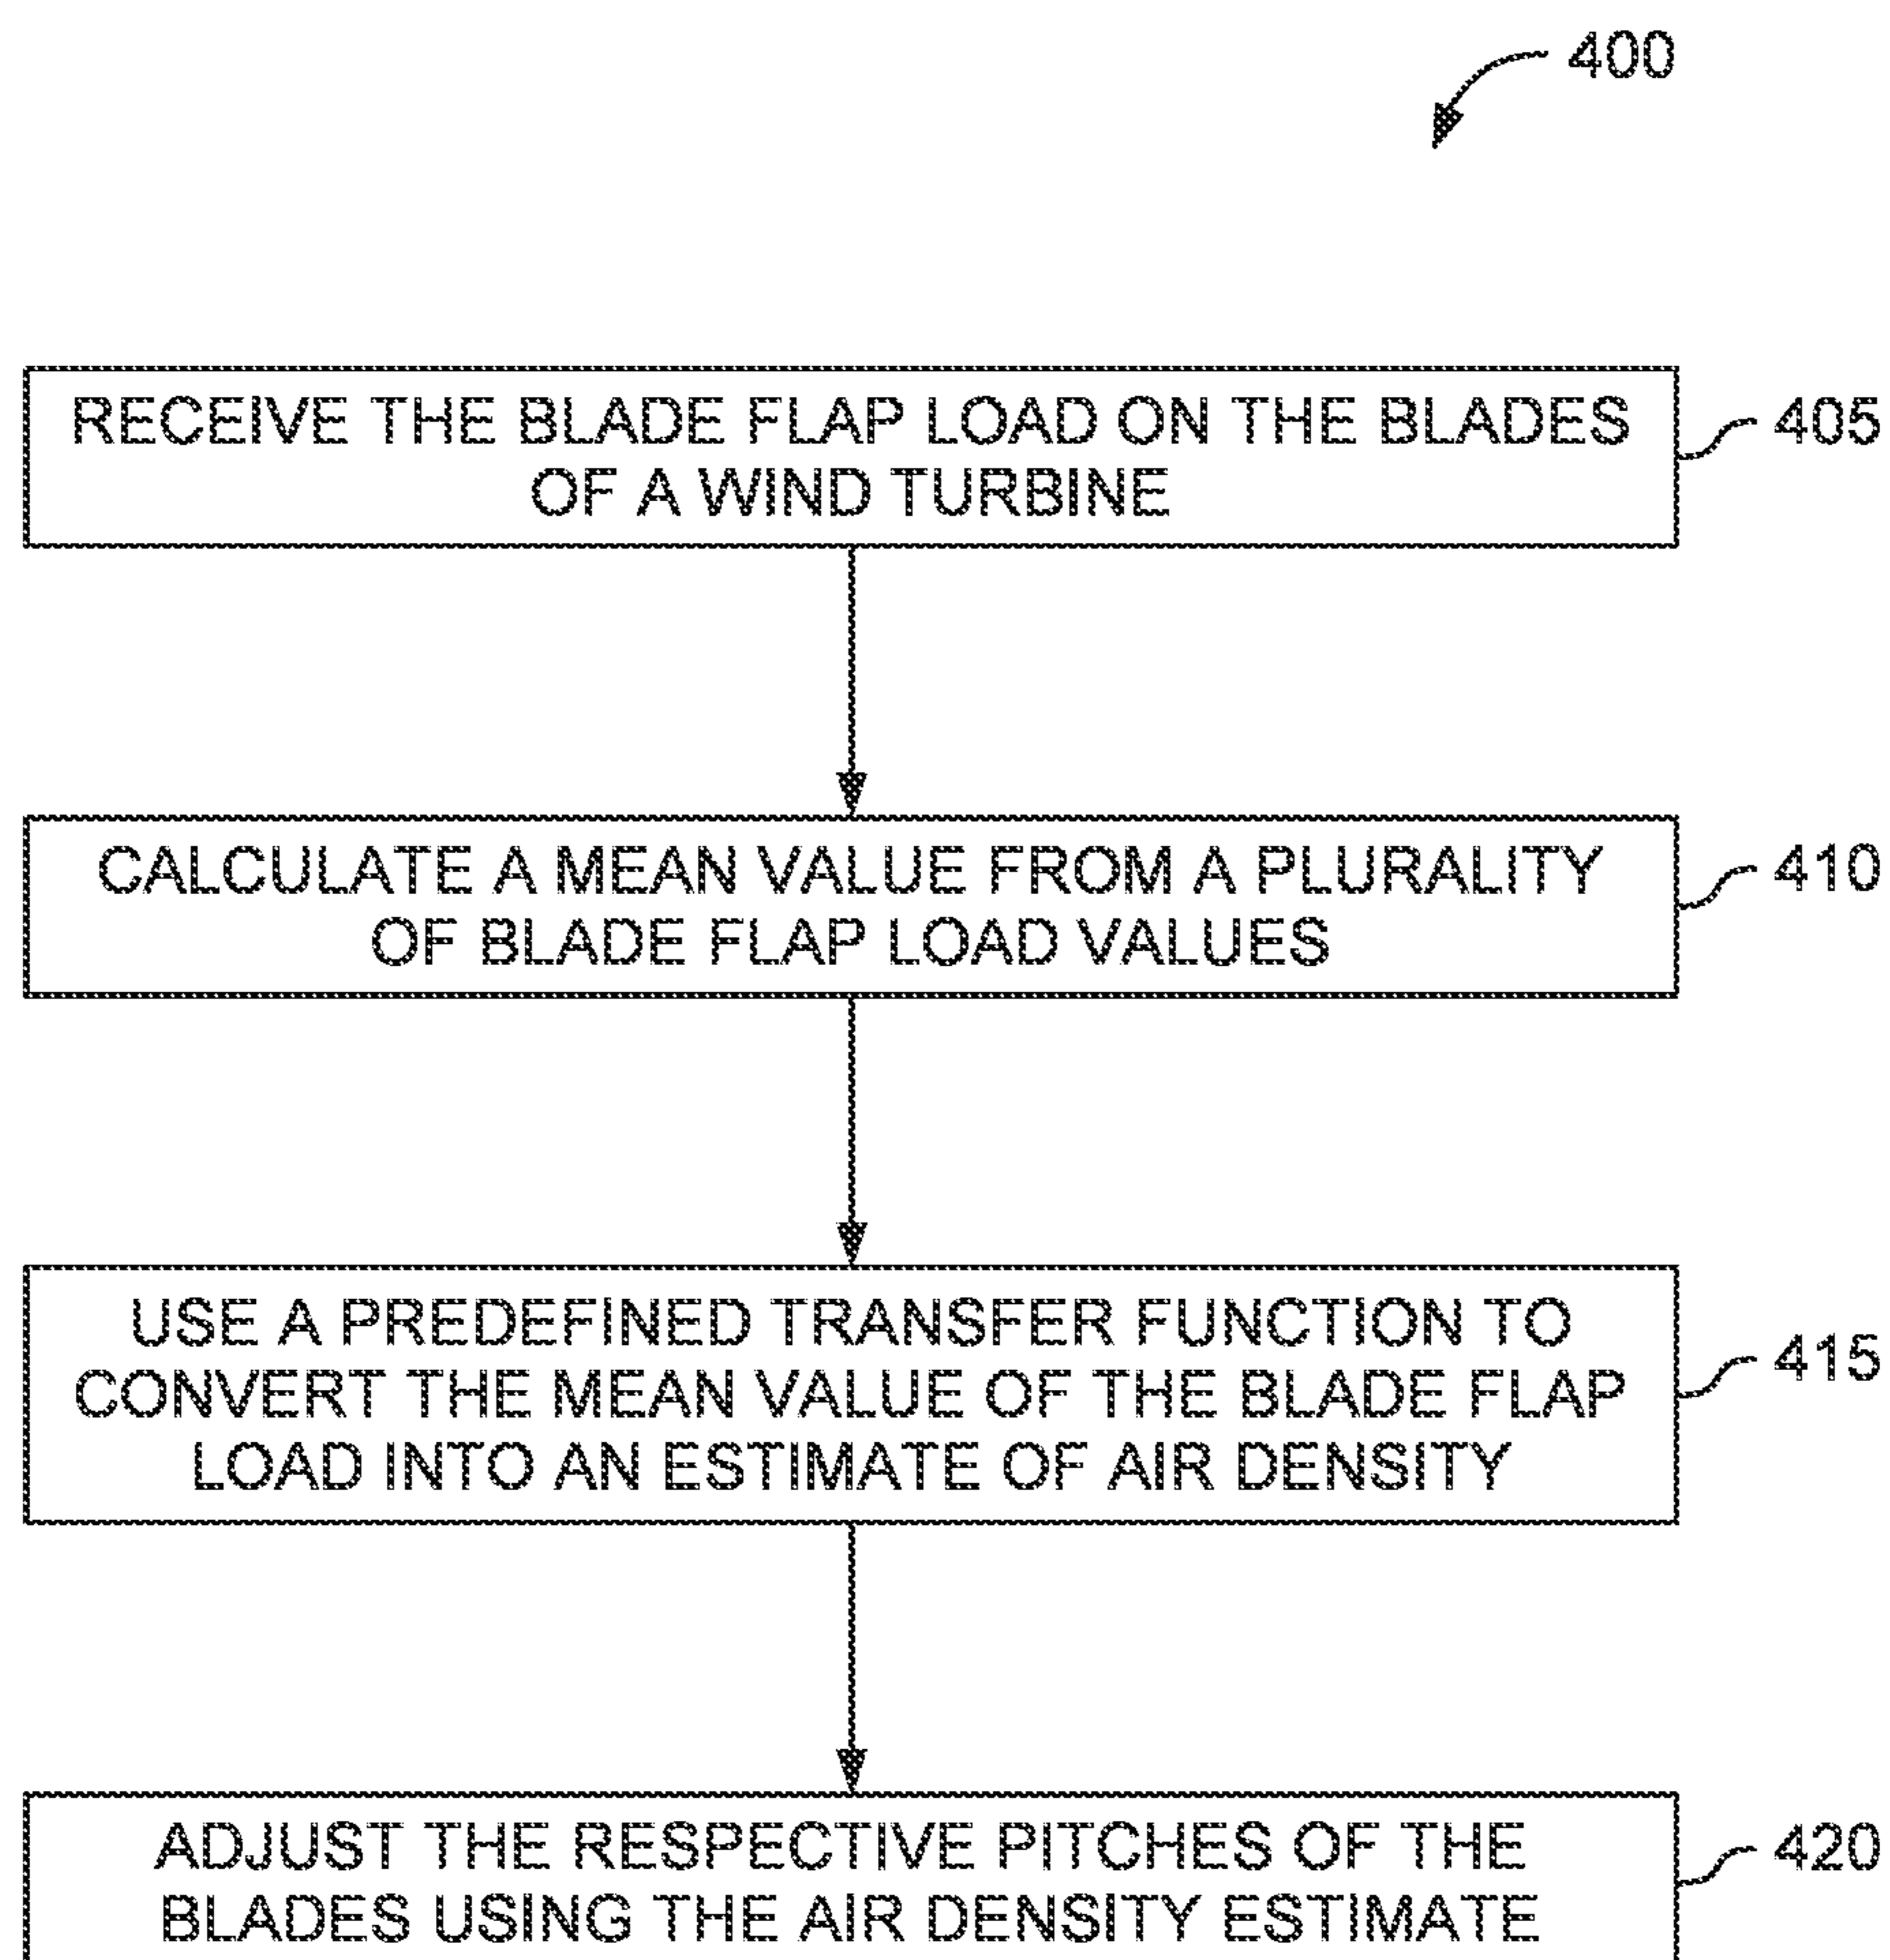 400
RECEIVE THE BLADE FLAP LOAD ON THE BLADES
OF A WIND TURBINE
405
CALCULATE A MEAN VALUE FROM A PLURALITY
OF BLADE FLAP LOAD VALUES
410
USE A PREDEFINED TRANSFER FUNCTION TO
CONVERT THE MEAN VALUE OF THE BLADE FLAP
LOAD INTO AN ESTIMATE OF AIR DENSITY
415
ADJUST THE RESPECTIVE PITCHES OF THE
BLADES USING THE AIR DENSITY ESTIMATE
420